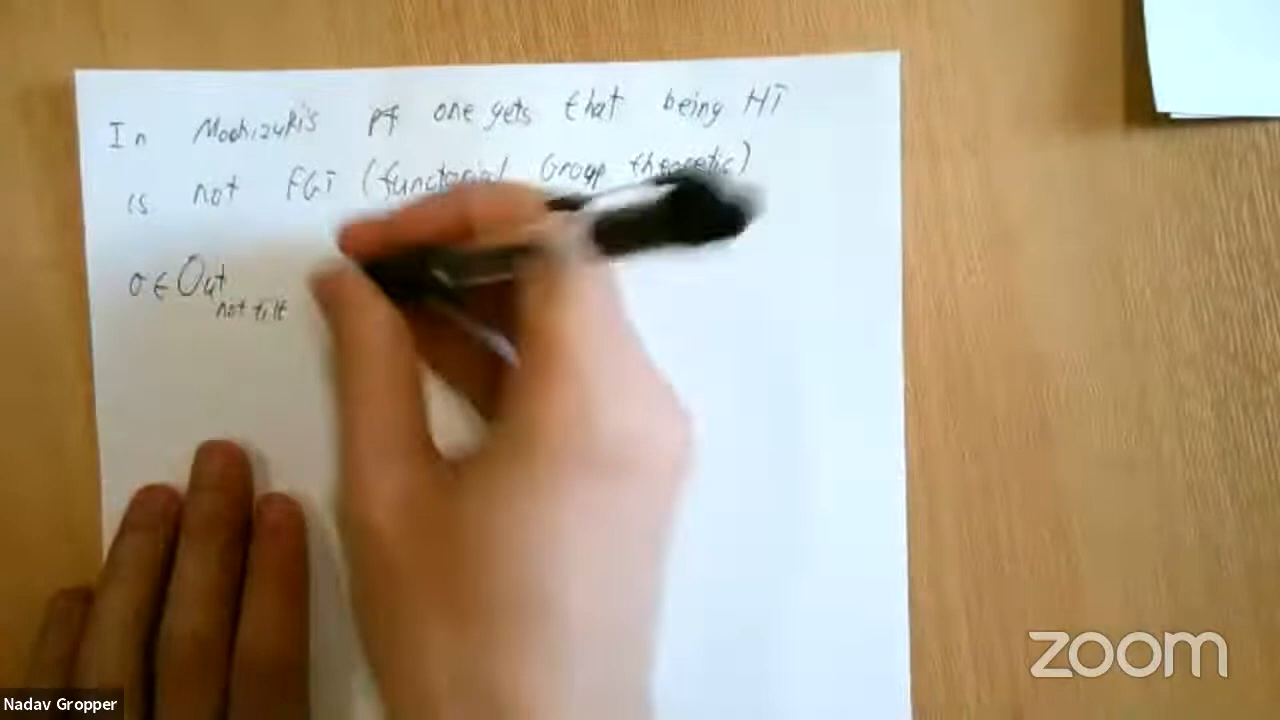 In Mochizuki's pf one gets that being HT
is not FGT (functorial Group theoretic)
σ ∈ Out
not tilt
zoom
Nadav Gropper